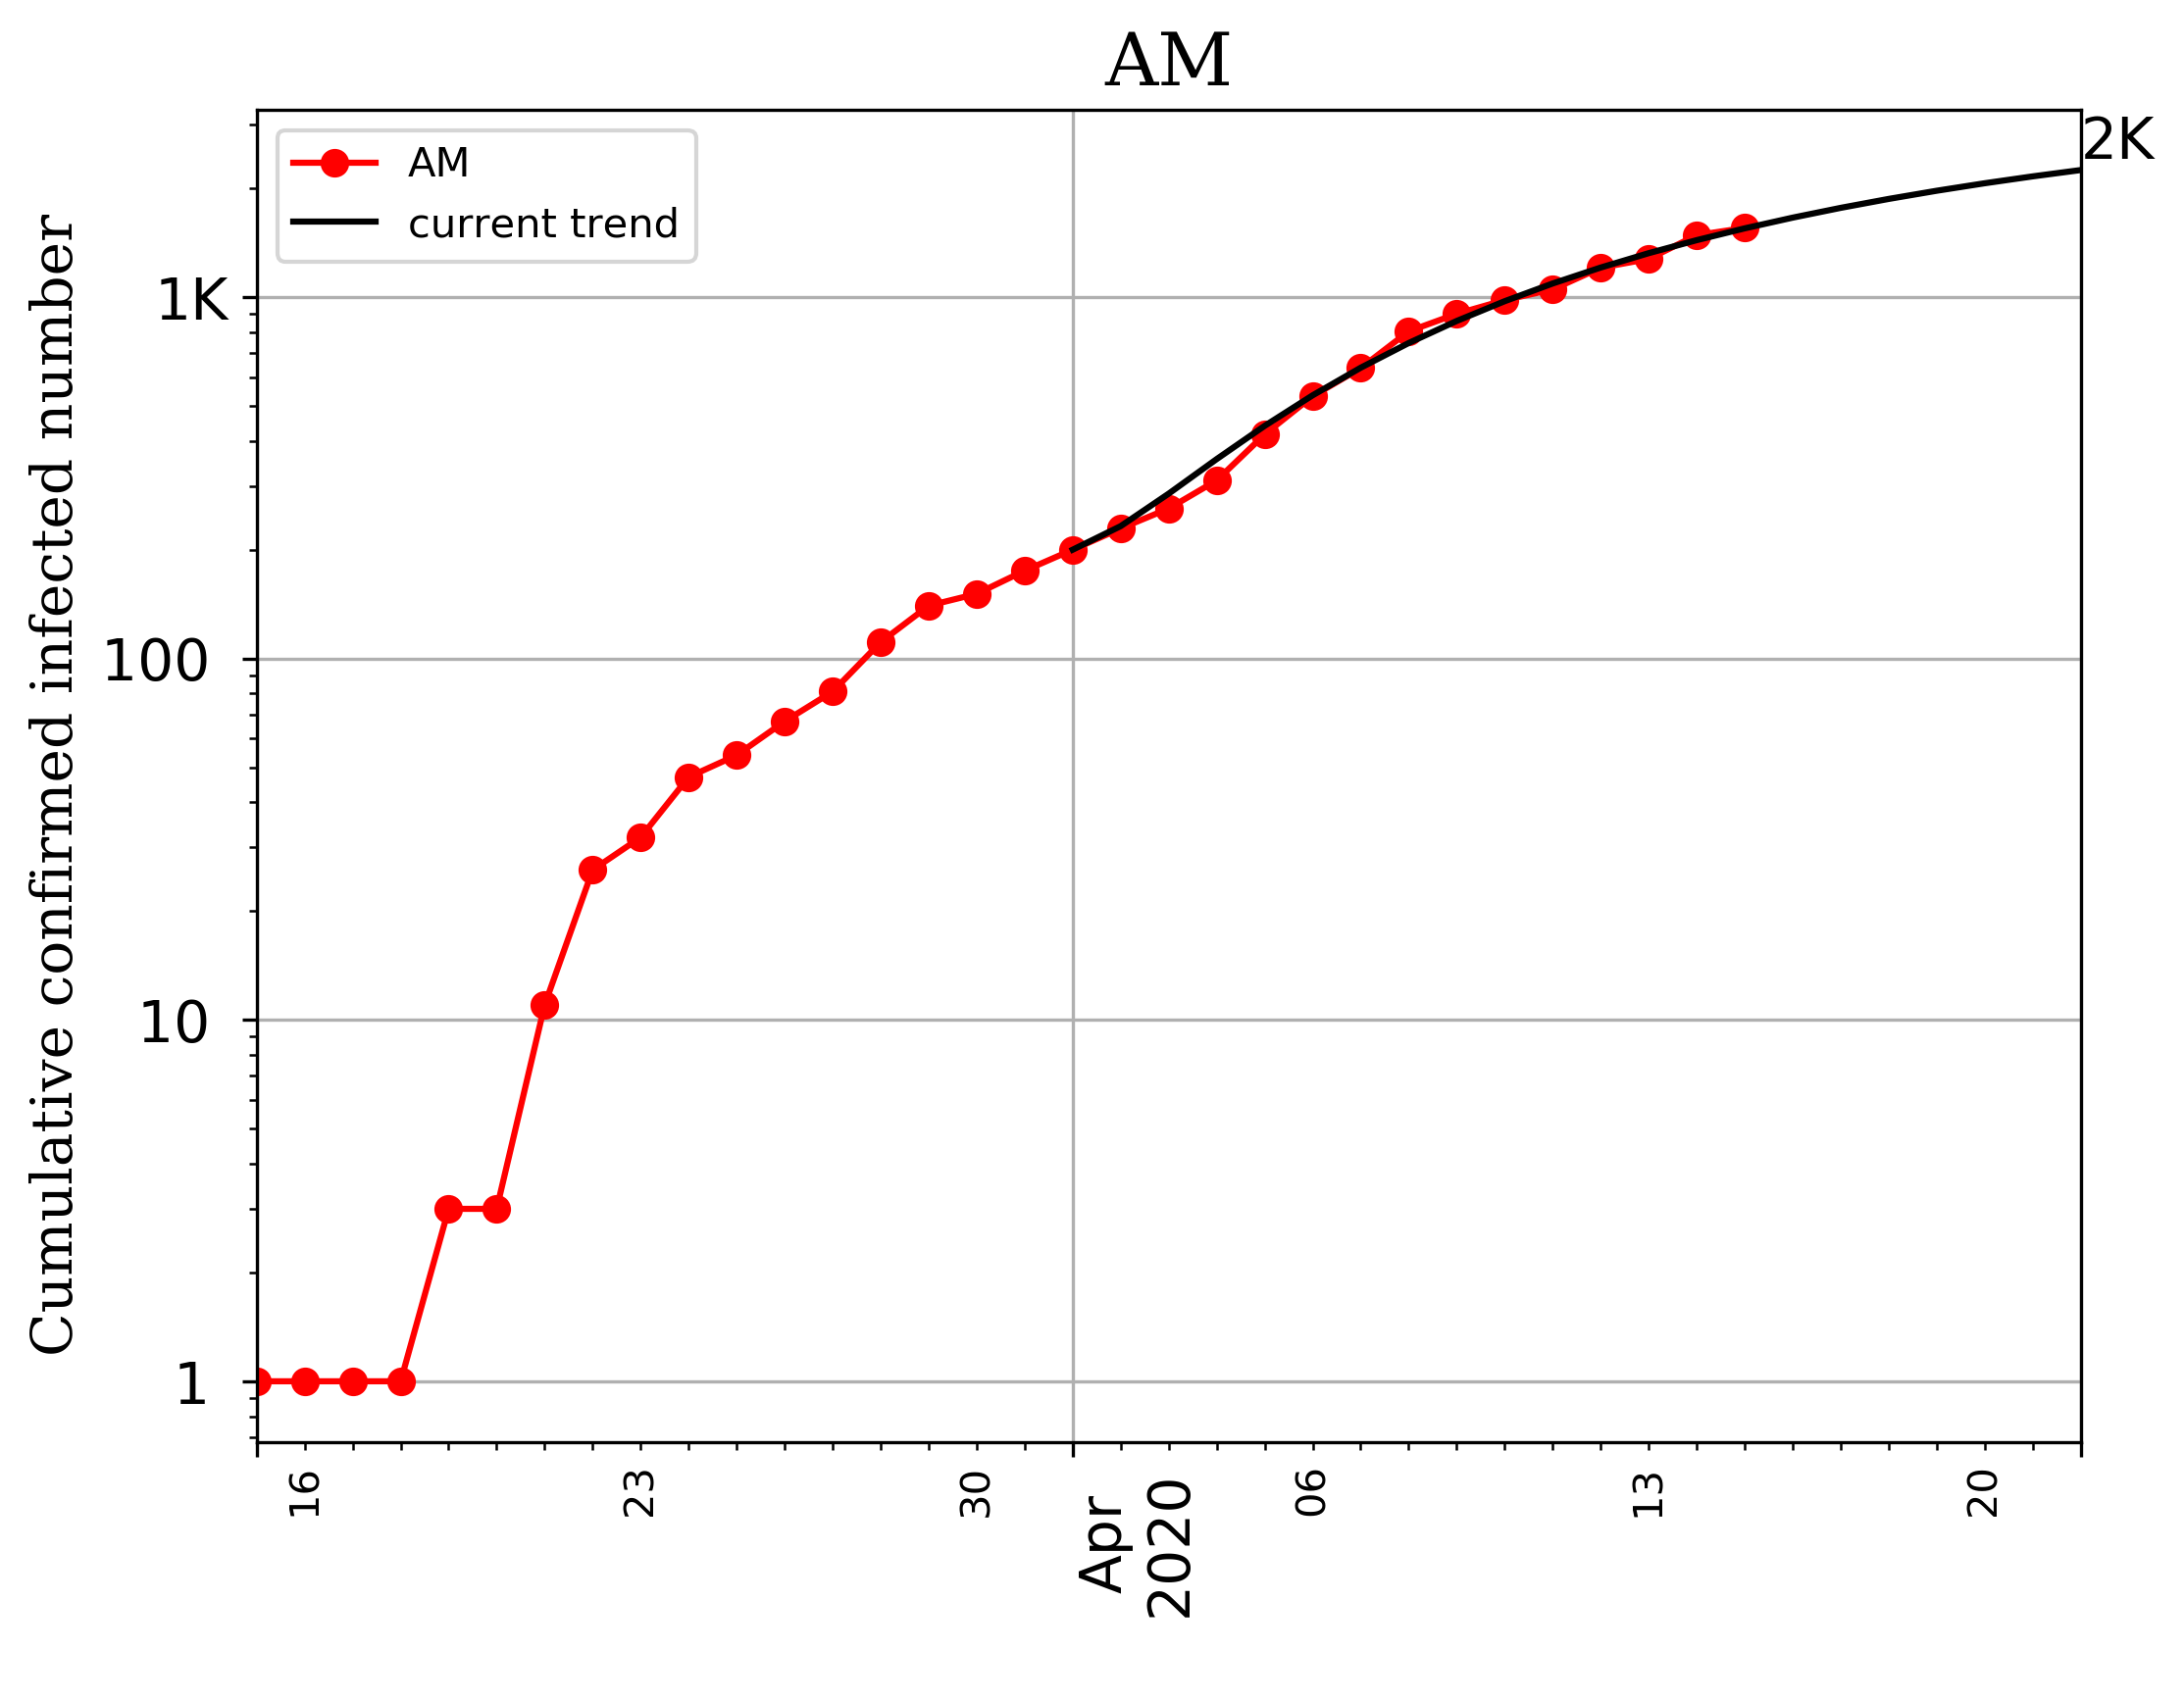 AM
2K
AM
current trend
Cumulative confirmed infected number
1K
100
10
1
16
23
30
Apr
2020
06
13
20